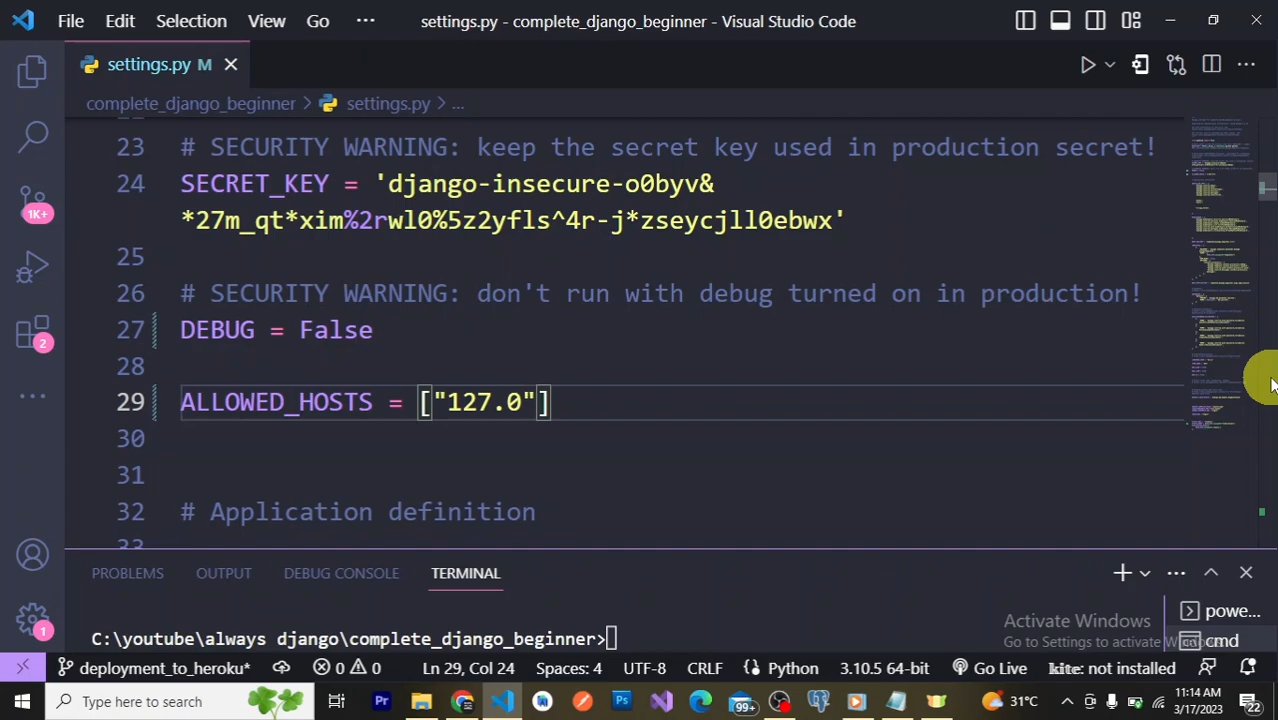 File Edit Selection View Go ··· settings.py - complete_django_beginner - Visual Studio Code
settings.py M
complete_django_beginner > settings.py > ...
23 # SECURITY WARNING: keep the secret key used in production secret!
24 SECRET_KEY = 'django-insecure-o0byv&
*27m_qt*xim%2rwl0%5z2yfls^4r-j*zseycjll0ebwx'
25
26 # SECURITY WARNING: don't run with debug turned on in production!
27 DEBUG = False
28
29 ALLOWED_HOSTS = ["127.0"]
30
31
32 # Application definition
1K+
2
1
PROBLEMS OUTPUT DEBUG CONSOLE TERMINAL
powe...
cmd
C:\youtube\always django\complete_django_beginner>
Activate Windows
Go to Settings to activate
deployment_to_heroku* 0 0 Ln 29, Col 24 Spaces: 4 UTF-8 CRLF Python 3.10.5 64-bit Go Live kite: not installed
Type here to search
Pr
Ps
99+
31°C
11:14 AM
3/17/2023
22